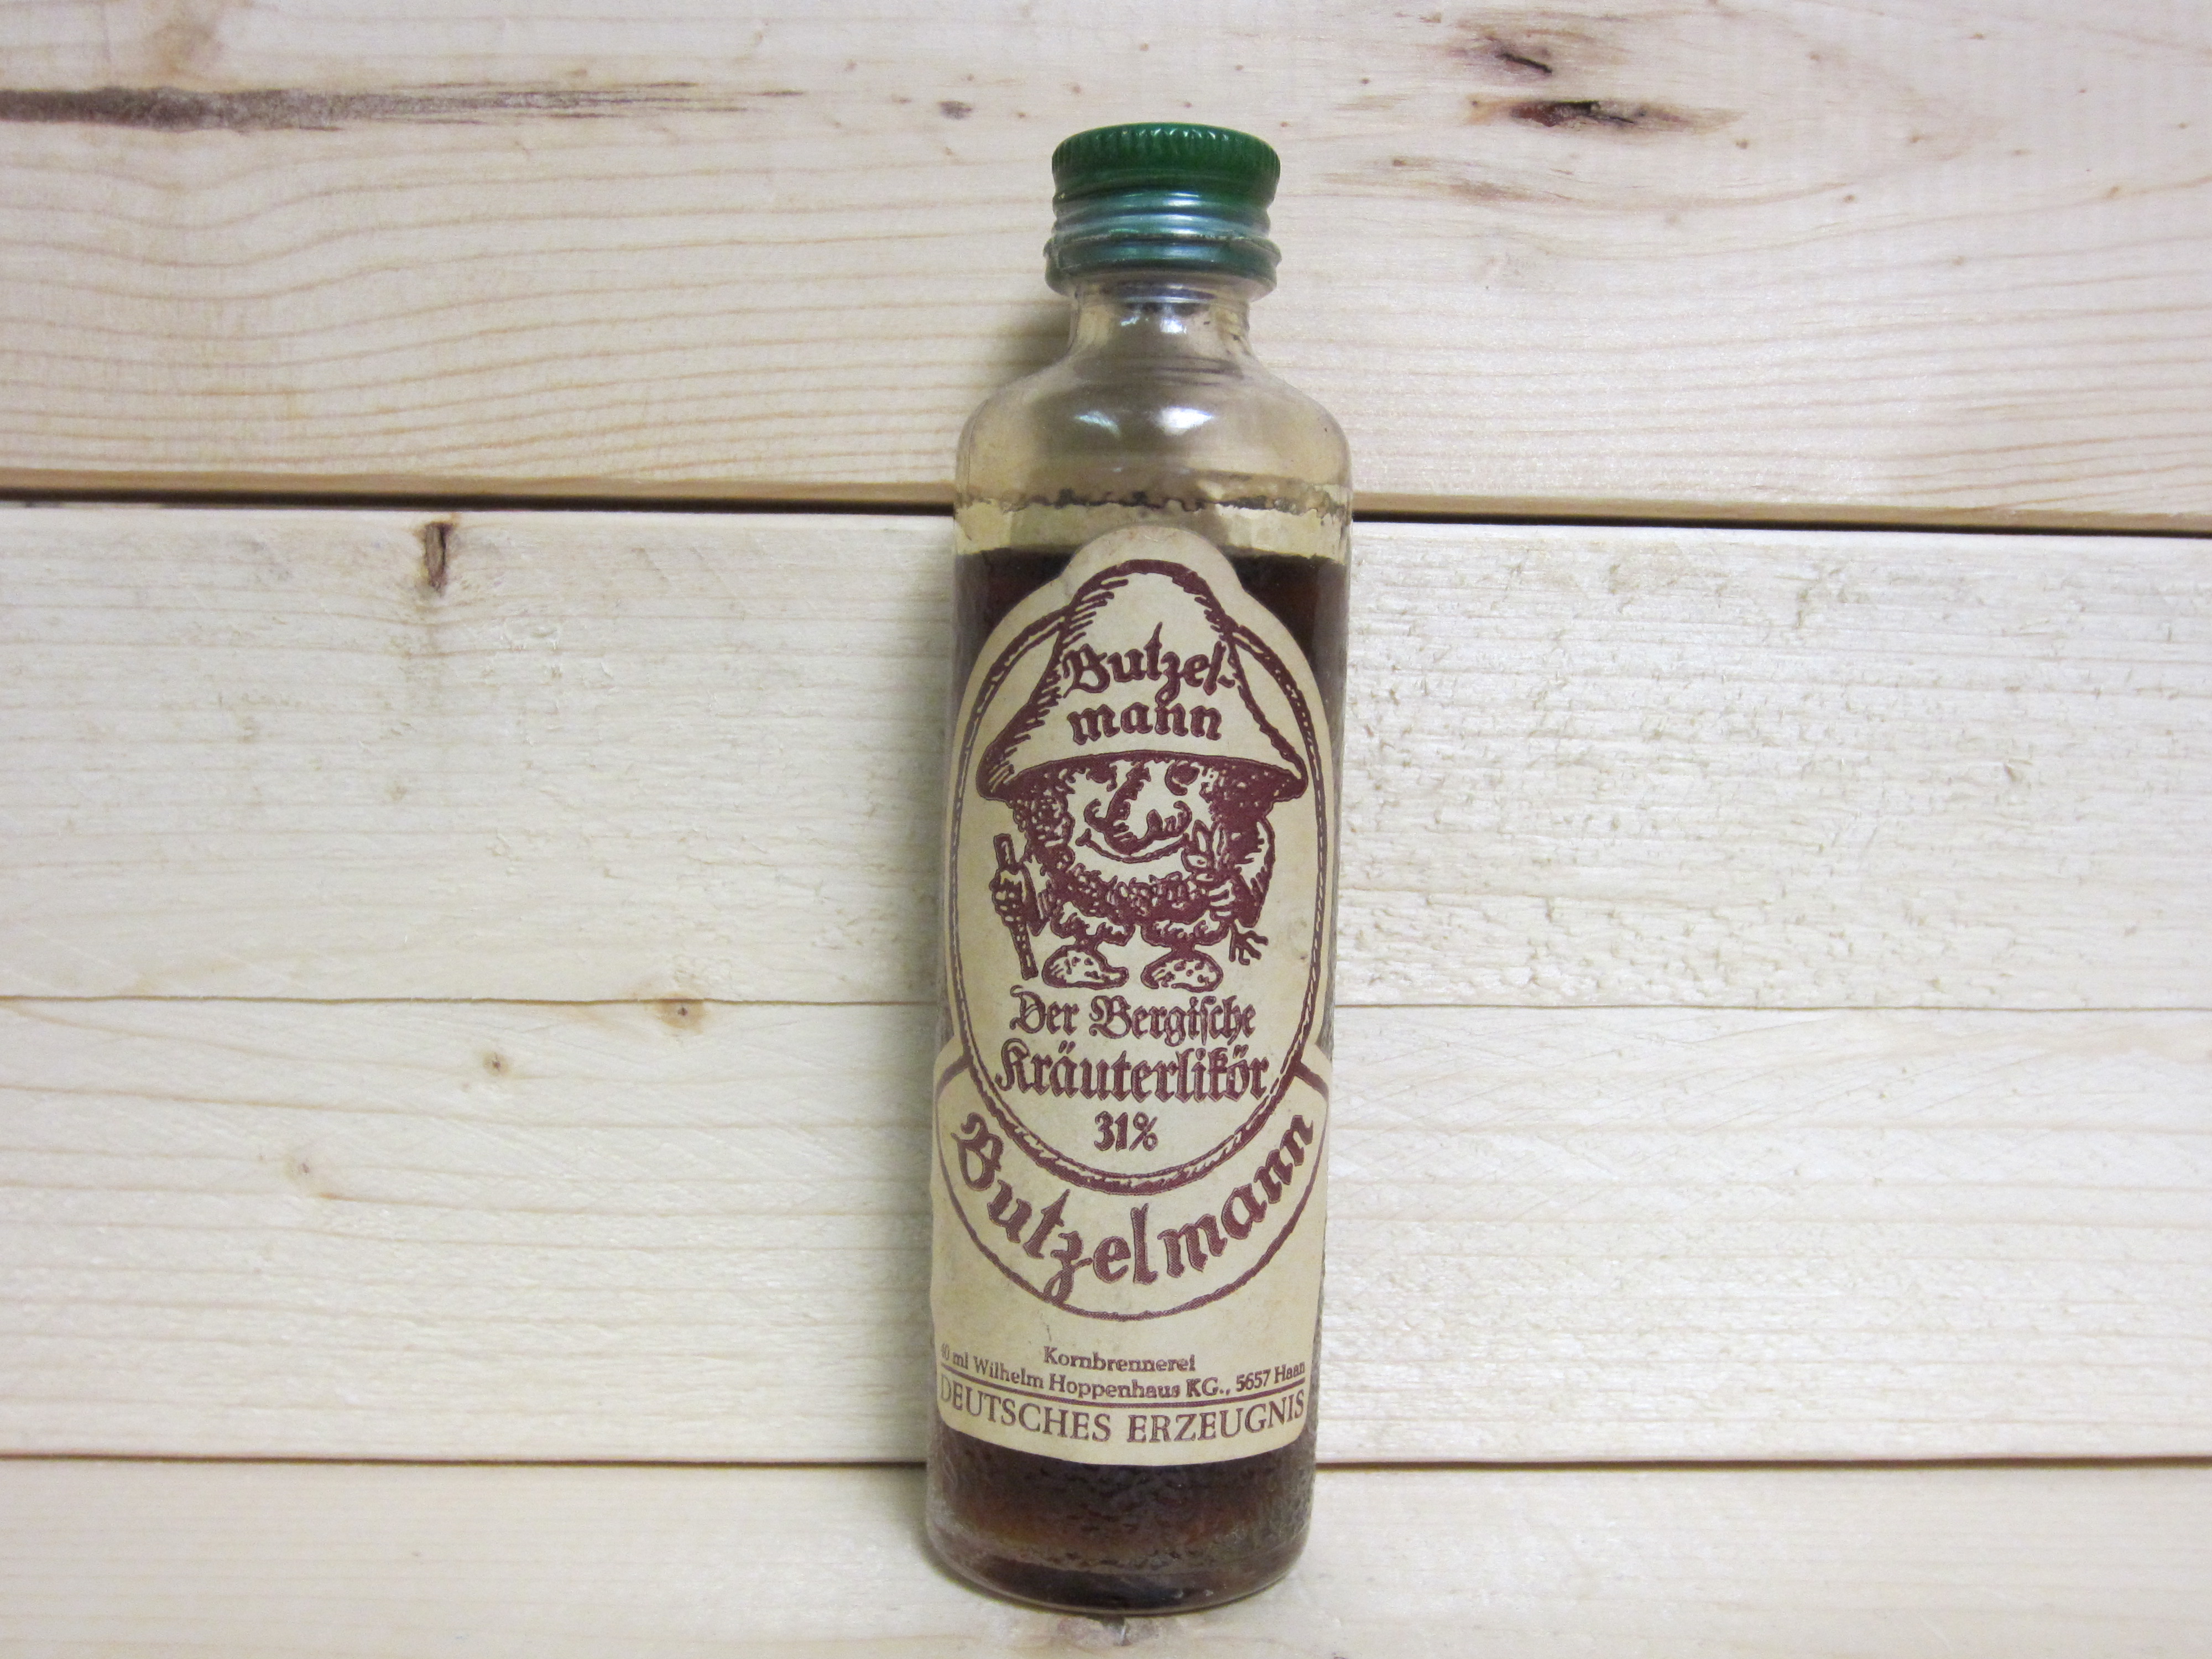 Butzel-
mann
Der Bergische
Kräuterlikör
31%
Butzelmann
Kornbrennerei
40 ml Wilhelm Hoppenhaus KG., 5657 Haan
DEUTSCHES ERZEUGNIS